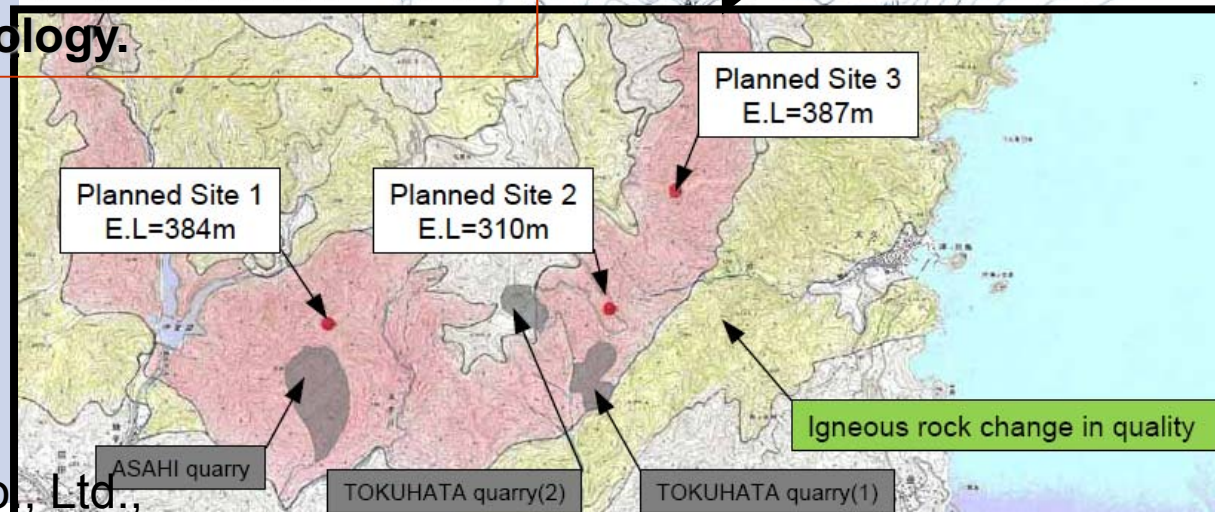 ology.
Planned Site 3
E.L=387m
Planned Site 1
E.L=384m
Planned Site 2
E.L=310m
Igneous rock change in quality
ASAHI quarry
TOKUHATA quarry(2)
TOKUHATA quarry(1)
Ltd.,